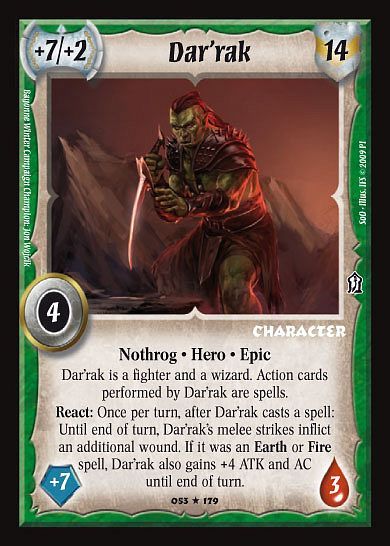 +7/+2
Dar'rak
14
Bayonne Winter Campaign Champion, Jon Wojcik
SOO • Illus. IFS © 2009 P1
4
CHARACTER
Nothrog • Hero • Epic
Dar'rak is a fighter and a wizard. Action cards
performed by Dar'rak are spells.
React: Once per turn, after Dar'rak casts a spell:
Until end of turn, Dar'rak's melee strikes inflict
an additional wound. If it was an Earth or Fire
spell, Dar'rak also gains +4 ATK and AC
until end of turn.
+7
3
053 ★ 179